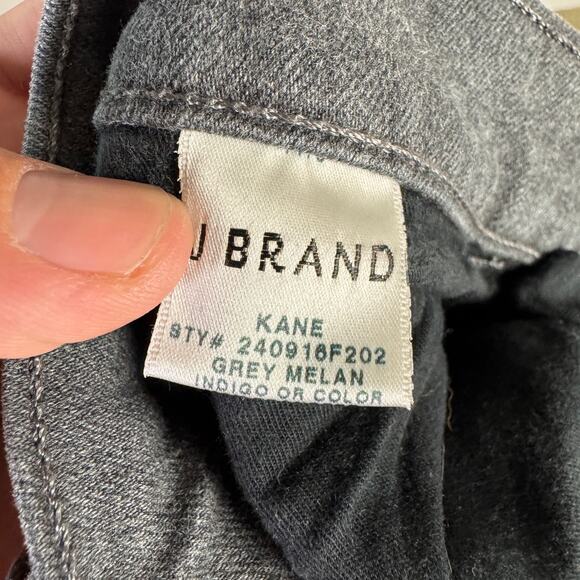 J BRAND
KANE
STY# 240916F202
GREY MELAN
INDIGO OR COLOR